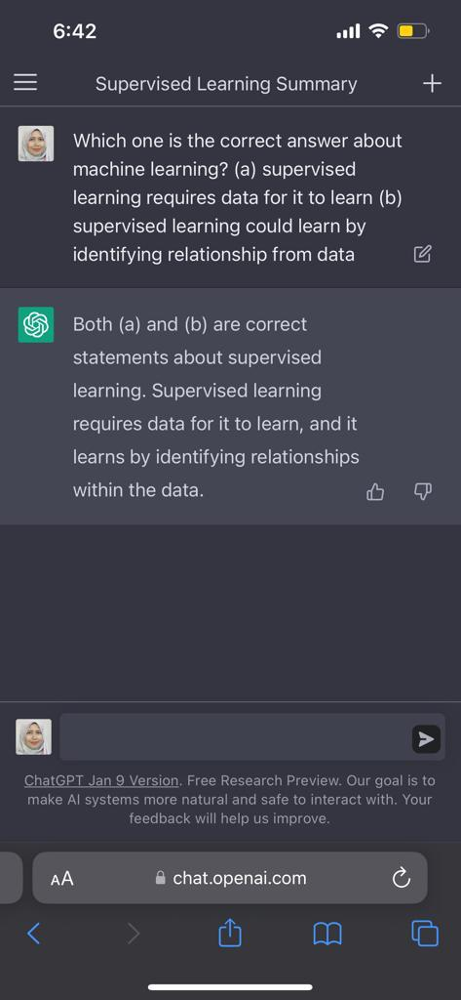 6:42
Supervised Learning Summary
Which one is the correct answer about
machine learning? (a) supervised
learning requires data for it to learn (b)
supervised learning could learn by
identifying relationship from data
Both (a) and (b) are correct
statements about supervised
learning. Supervised learning
requires data for it to learn, and it
learns by identifying relationships
within the data.
ChatGPT Jan 9 Version. Free Research Preview. Our goal is to
make AI systems more natural and safe to interact with. Your
feedback will help us improve.
AA chat.openai.com